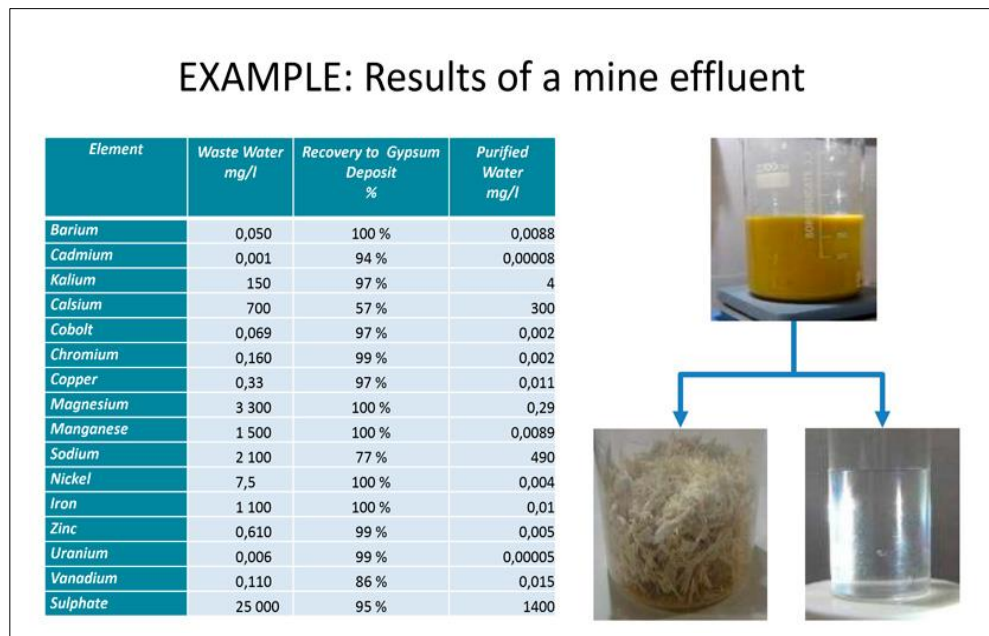 EXAMPLE: Results of a mine effluent
Element Waste Water mg/l Recovery to Gypsum Deposit % Purified Water mg/l
Barium 0,050 100 % 0,0088
Cadmium 0,001 94 % 0,00008
Kalium 150 97 % 4
Calsium 700 57 % 300
Cobolt 0,069 97 % 0,002
Chromium 0,160 99 % 0,002
Copper 0,33 97 % 0,011
Magnesium 3 300 100 % 0,29
Manganese 1 500 100 % 0,0089
Sodium 2 100 77 % 490
Nickel 7,5 100 % 0,004
Iron 1 100 100 % 0,01
Zinc 0,610 99 % 0,005
Uranium 0,006 99 % 0,00005
Vanadium 0,110 86 % 0,015
Sulphate 25 000 95 % 1400